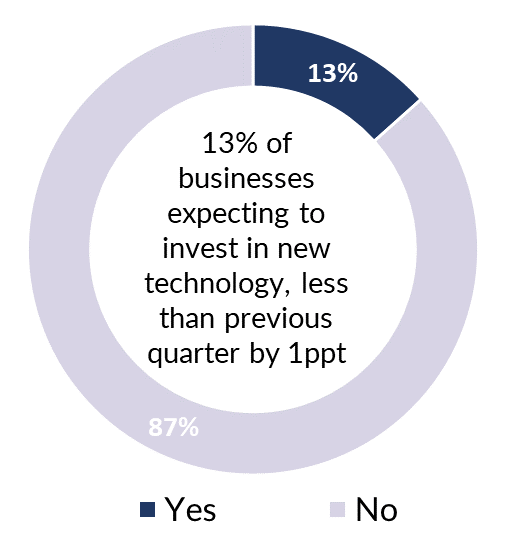 13%
13% of
businesses
expecting to
invest in new
technology, less
than previous
quarter by 1ppt
87%
Yes
No